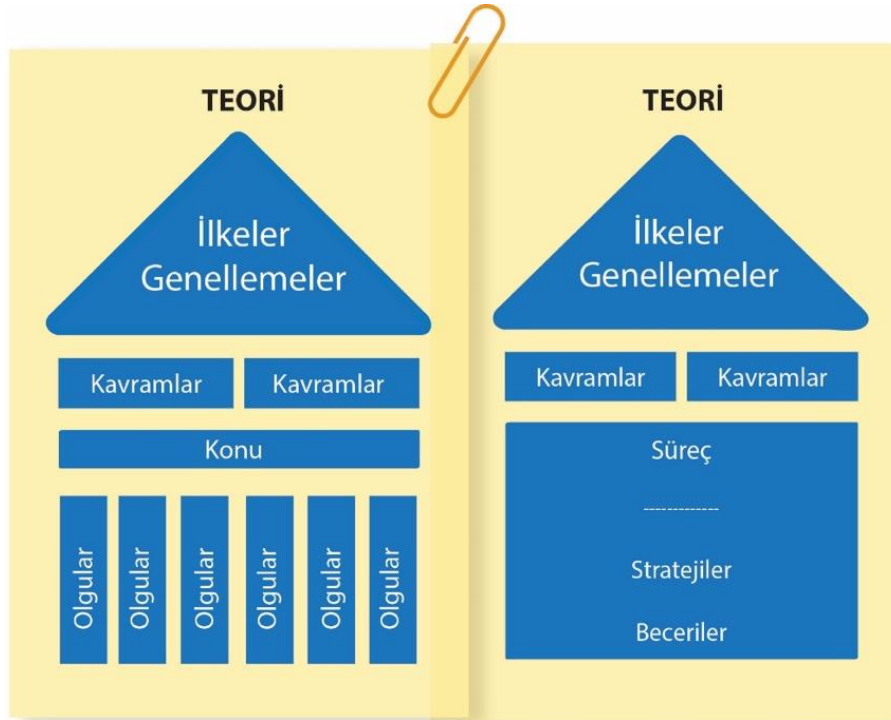 TEORİ
İlkeler
Genellemeler
Kavramlar
Kavramlar
Konu
Olgular
Olgular
Olgular
Olgular
Olgular
Olgular
TEORİ
İlkeler
Genellemeler
Kavramlar
Kavramlar
Süreç
-------------
Stratejiler
Beceriler